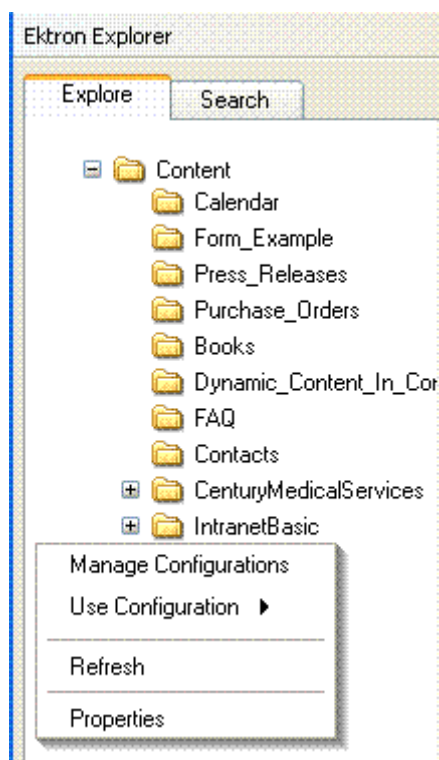 Ektron Explorer
Explore Search
Content
Calendar
Form_Example
Press_Releases
Purchase_Orders
Books
Dynamic_Content_In_Cor
FAQ
Contacts
CenturyMedicalServices
IntranetBasic
Manage Configurations
Use Configuration
Refresh
Properties